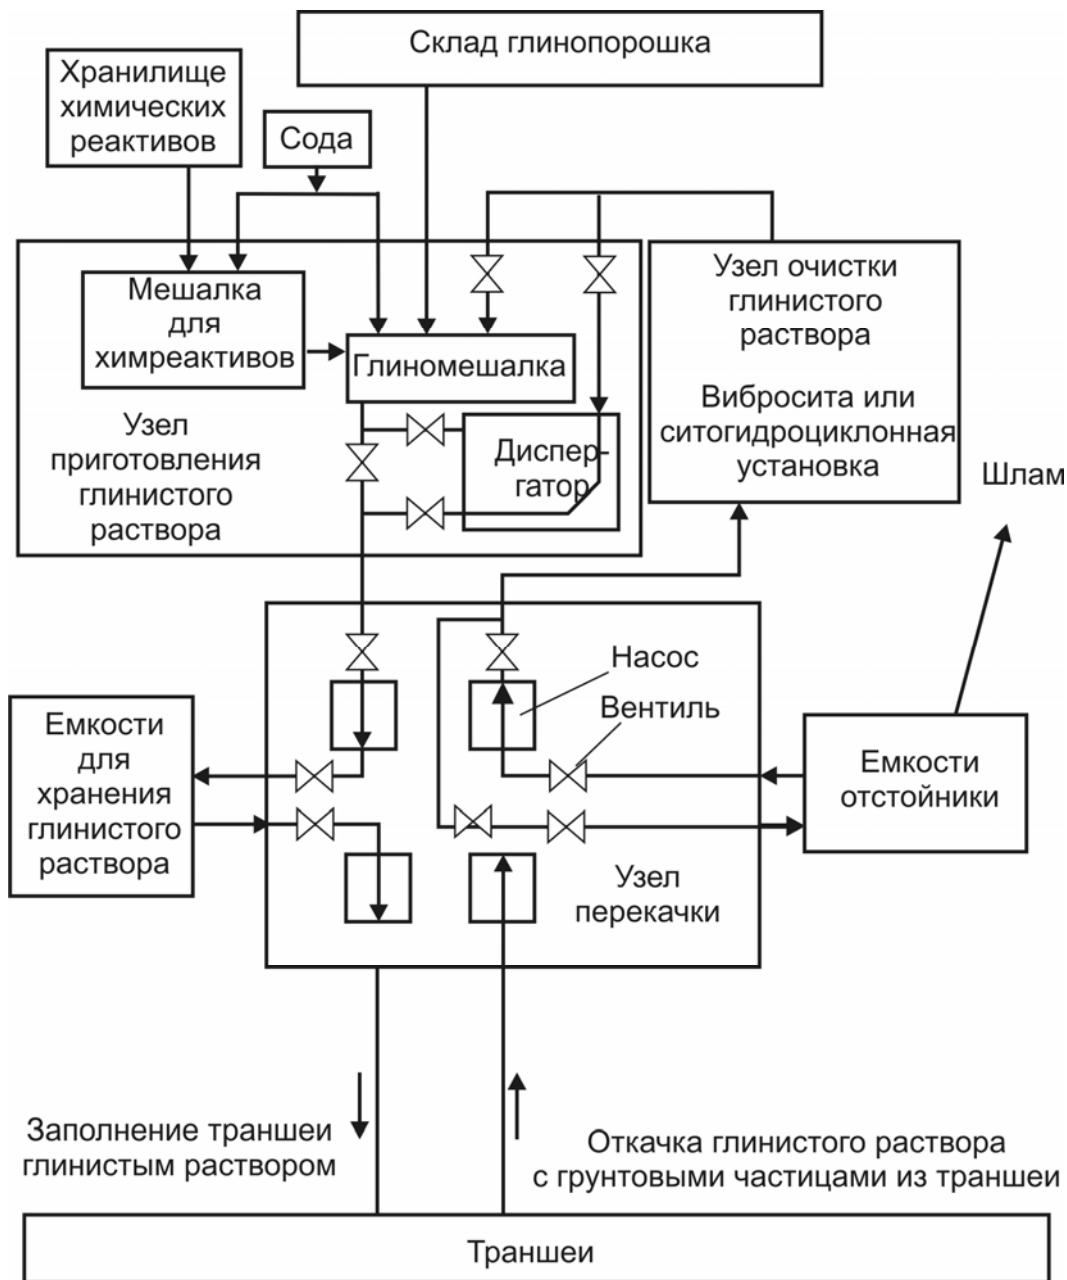 Склад глинопорошка
Хранилище
химических
реактивов
Сода
Мешалка
для
химреактивов
Глиномешалка
Узел
приготовления
глинистого
раствора
Диспер-
гатор
Узел очистки
глинистого
раствора
Вибросита или
ситогидроциклонная
установка
Шлам
Насос
Вентиль
Емкости
для
хранения
глинистого
раствора
Емкости
отстойники
Узел
перекачки
Заполнение траншеи
глинистым раствором
Откачка глинистого раствора
с грунтовыми частицами из траншеи
Траншеи